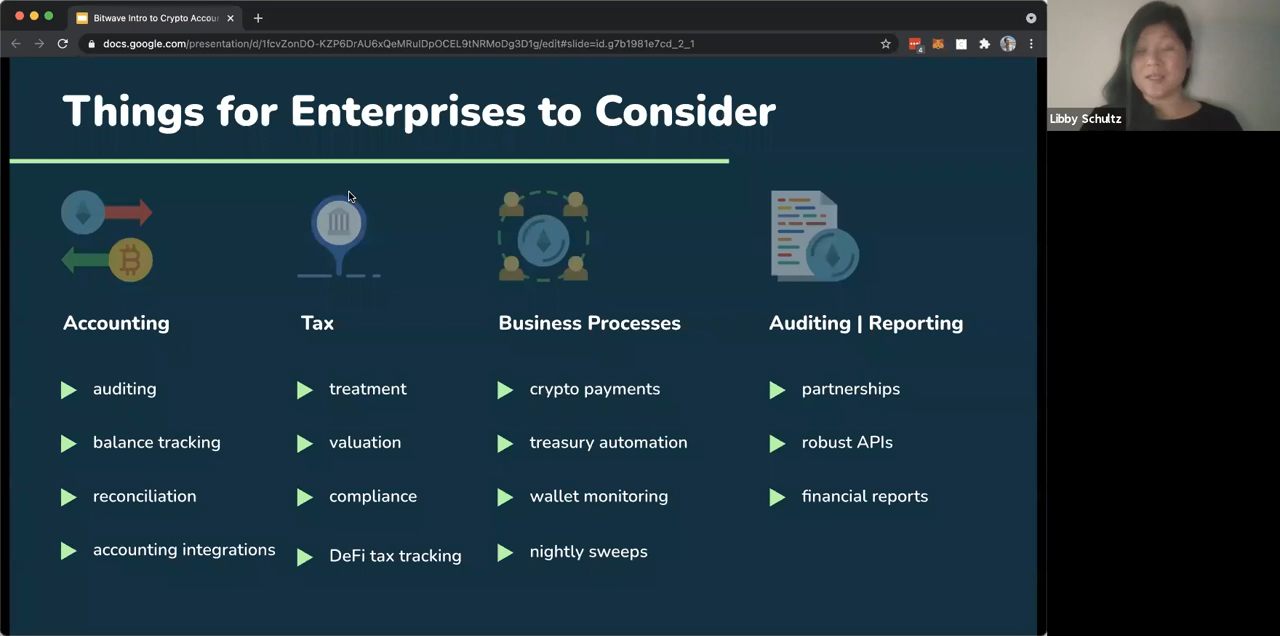 Bitwave Intro to Crypto Accou
docs.google.com/presentation/d/1fcvZonDO-KZP6DrAU6xQeMRuIDpOCEL9tNRMoDg3D1g/edit#slide=id.g7b1981e7cd_2_1
4
Libby Schultz
Things for Enterprises to Consider
Accounting
auditing
balance tracking
reconciliation
accounting integrations
Tax
treatment
valuation
compliance
DeFi tax tracking
Business Processes
crypto payments
treasury automation
wallet monitoring
nightly sweeps
Auditing | Reporting
partnerships
robust APIs
financial reports